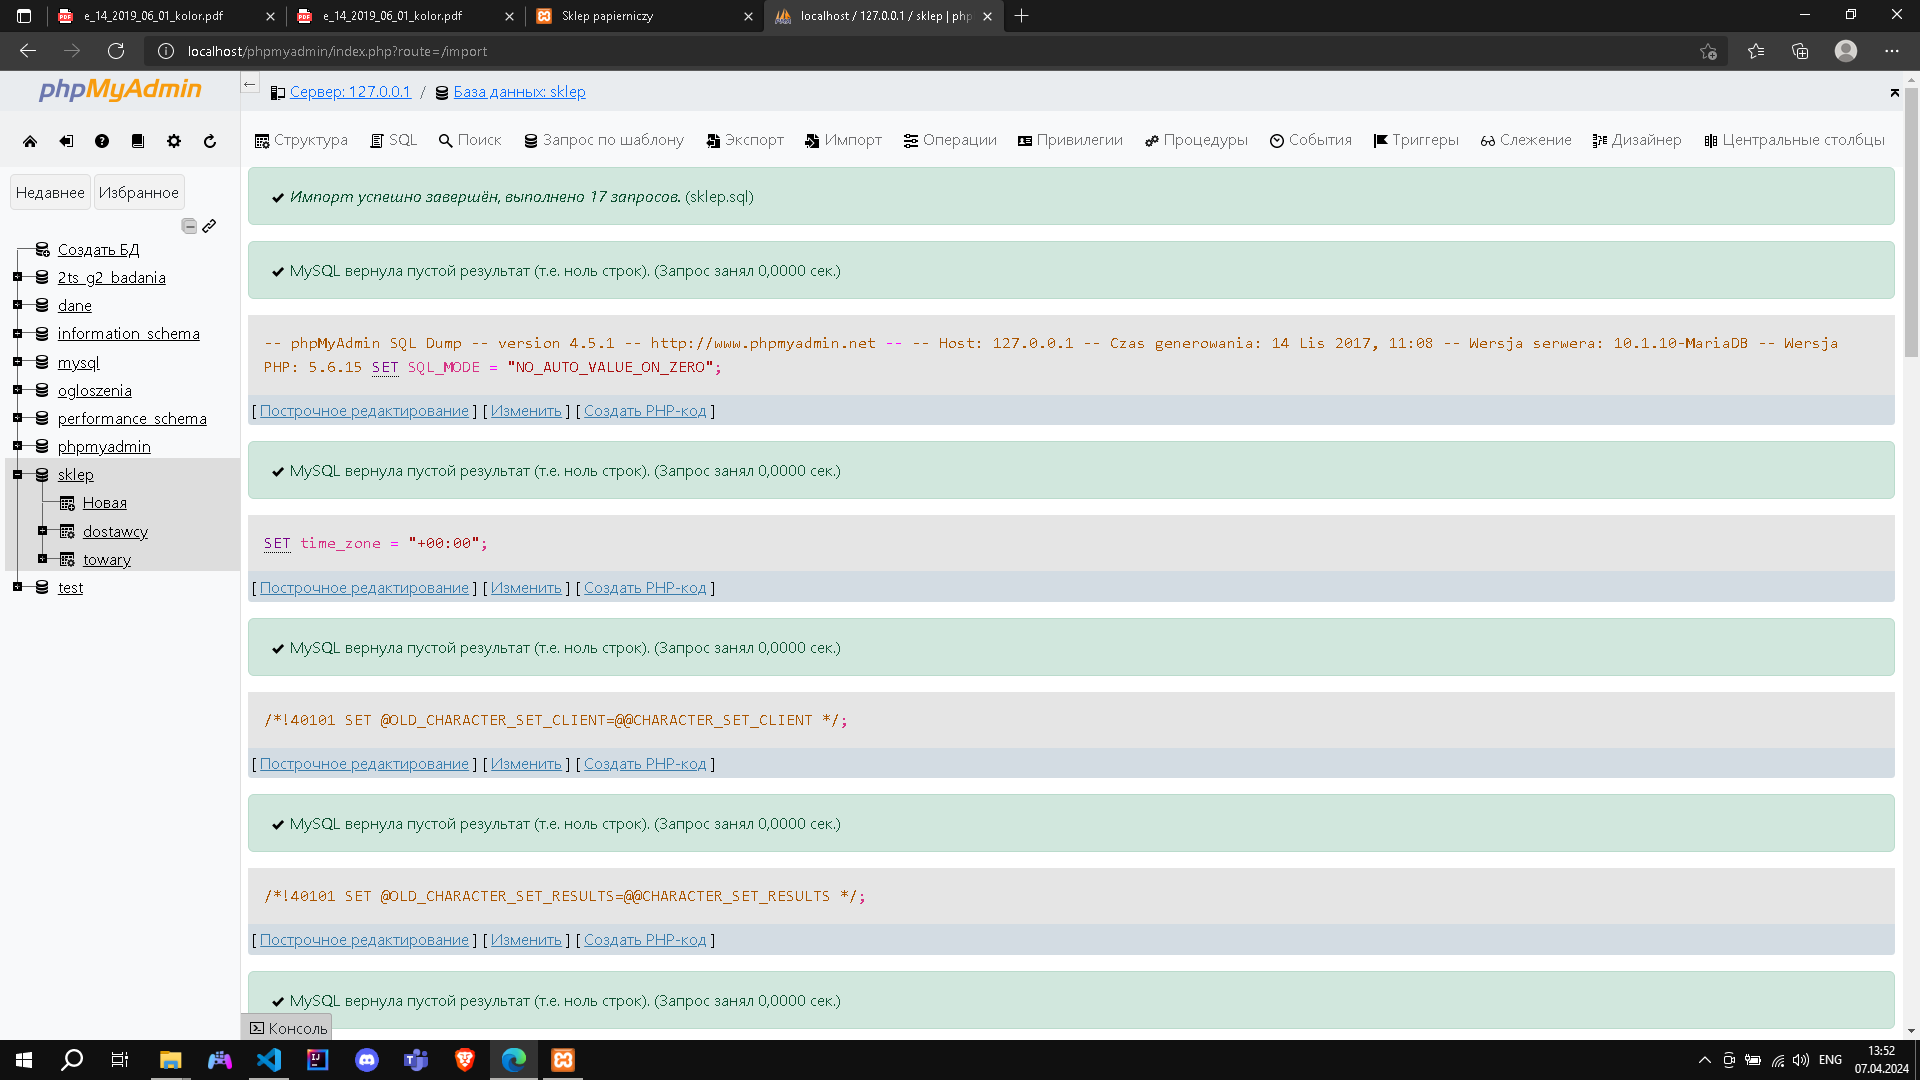 e_14_2019_06_01_kolor.pdf
e_14_2019_06_01_kolor.pdf
Sklep papierniczy
localhost / 127.0.0.1 / sklep | php
localhost/phpmyadmin/index.php?route=/import
phpMyAdmin
Недавнее
Избранное
Создать БД
2ts_g2_badania
dane
information_schema
mysql
ogloszenia
performance_schema
phpmyadmin
sklep
Новая
dostawcy
towary
test
Сервер: 127.0.0.1 / База данных: sklep
Структура SQL Поиск Запрос по шаблону Экспорт Импорт Операции Привилегии Процедуры События Триггеры Слежение Дизайнер Центральные столбцы
Импорт успешно завершён, выполнено 17 запросов. (sklep.sql)
MySQL вернула пустой результат (т.е. ноль строк). (Запрос занял 0,0000 сек.)
-- phpMyAdmin SQL Dump -- version 4.5.1 -- http://www.phpmyadmin.net -- -- Host: 127.0.0.1 -- Czas generowania: 14 Lis 2017, 11:08 -- Wersja serwera: 10.1.10-MariaDB -- Wersja
PHP: 5.6.15 SET SQL_MODE = "NO_AUTO_VALUE_ON_ZERO";
[ Построчное редактирование ] [ Изменить ] [ Создать PHP-код ]
MySQL вернула пустой результат (т.е. ноль строк). (Запрос занял 0,0000 сек.)
SET time_zone = "+00:00";
[ Построчное редактирование ] [ Изменить ] [ Создать PHP-код ]
MySQL вернула пустой результат (т.е. ноль строк). (Запрос занял 0,0000 сек.)
/*!40101 SET @OLD_CHARACTER_SET_CLIENT=@@CHARACTER_SET_CLIENT */;
[ Построчное редактирование ] [ Изменить ] [ Создать PHP-код ]
MySQL вернула пустой результат (т.е. ноль строк). (Запрос занял 0,0000 сек.)
/*!40101 SET @OLD_CHARACTER_SET_RESULTS=@@CHARACTER_SET_RESULTS */;
[ Построчное редактирование ] [ Изменить ] [ Создать PHP-код ]
MySQL вернула пустой результат (т.е. ноль строк). (Запрос занял 0,0000 сек.)
Консоль
ENG
13:52
07.04.2024